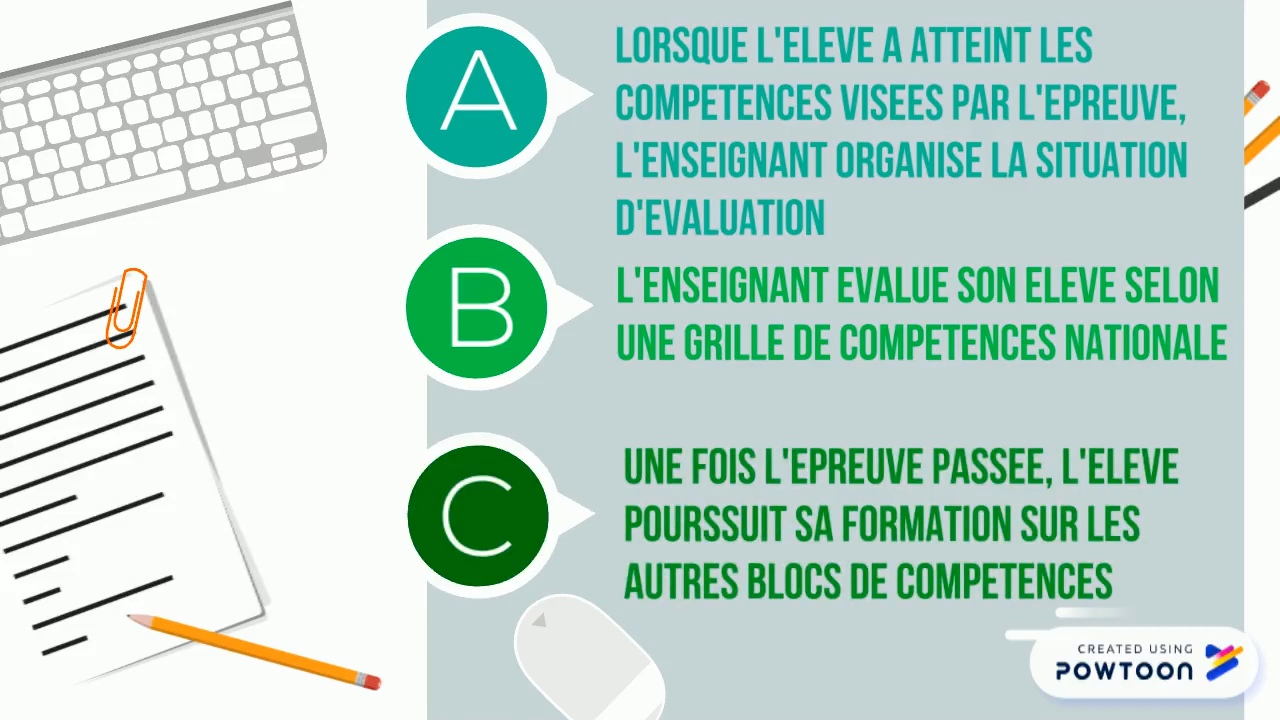 A
LORSQUE L'ELEVE A ATTEINT LES
COMPETENCES VISEES PAR L'EPREUVE,
L'ENSEIGNANT ORGANISE LA SITUATION
D'EVALUATION
B
L'ENSEIGNANT EVALUE SON ELEVE SELON
UNE GRILLE DE COMPETENCES NATIONALE
C
UNE FOIS L'EPREUVE PASSEE, L'ELEVE
POURSSUIT SA FORMATION SUR LES
AUTRES BLOCS DE COMPETENCES
CREATED USING
POWTOON